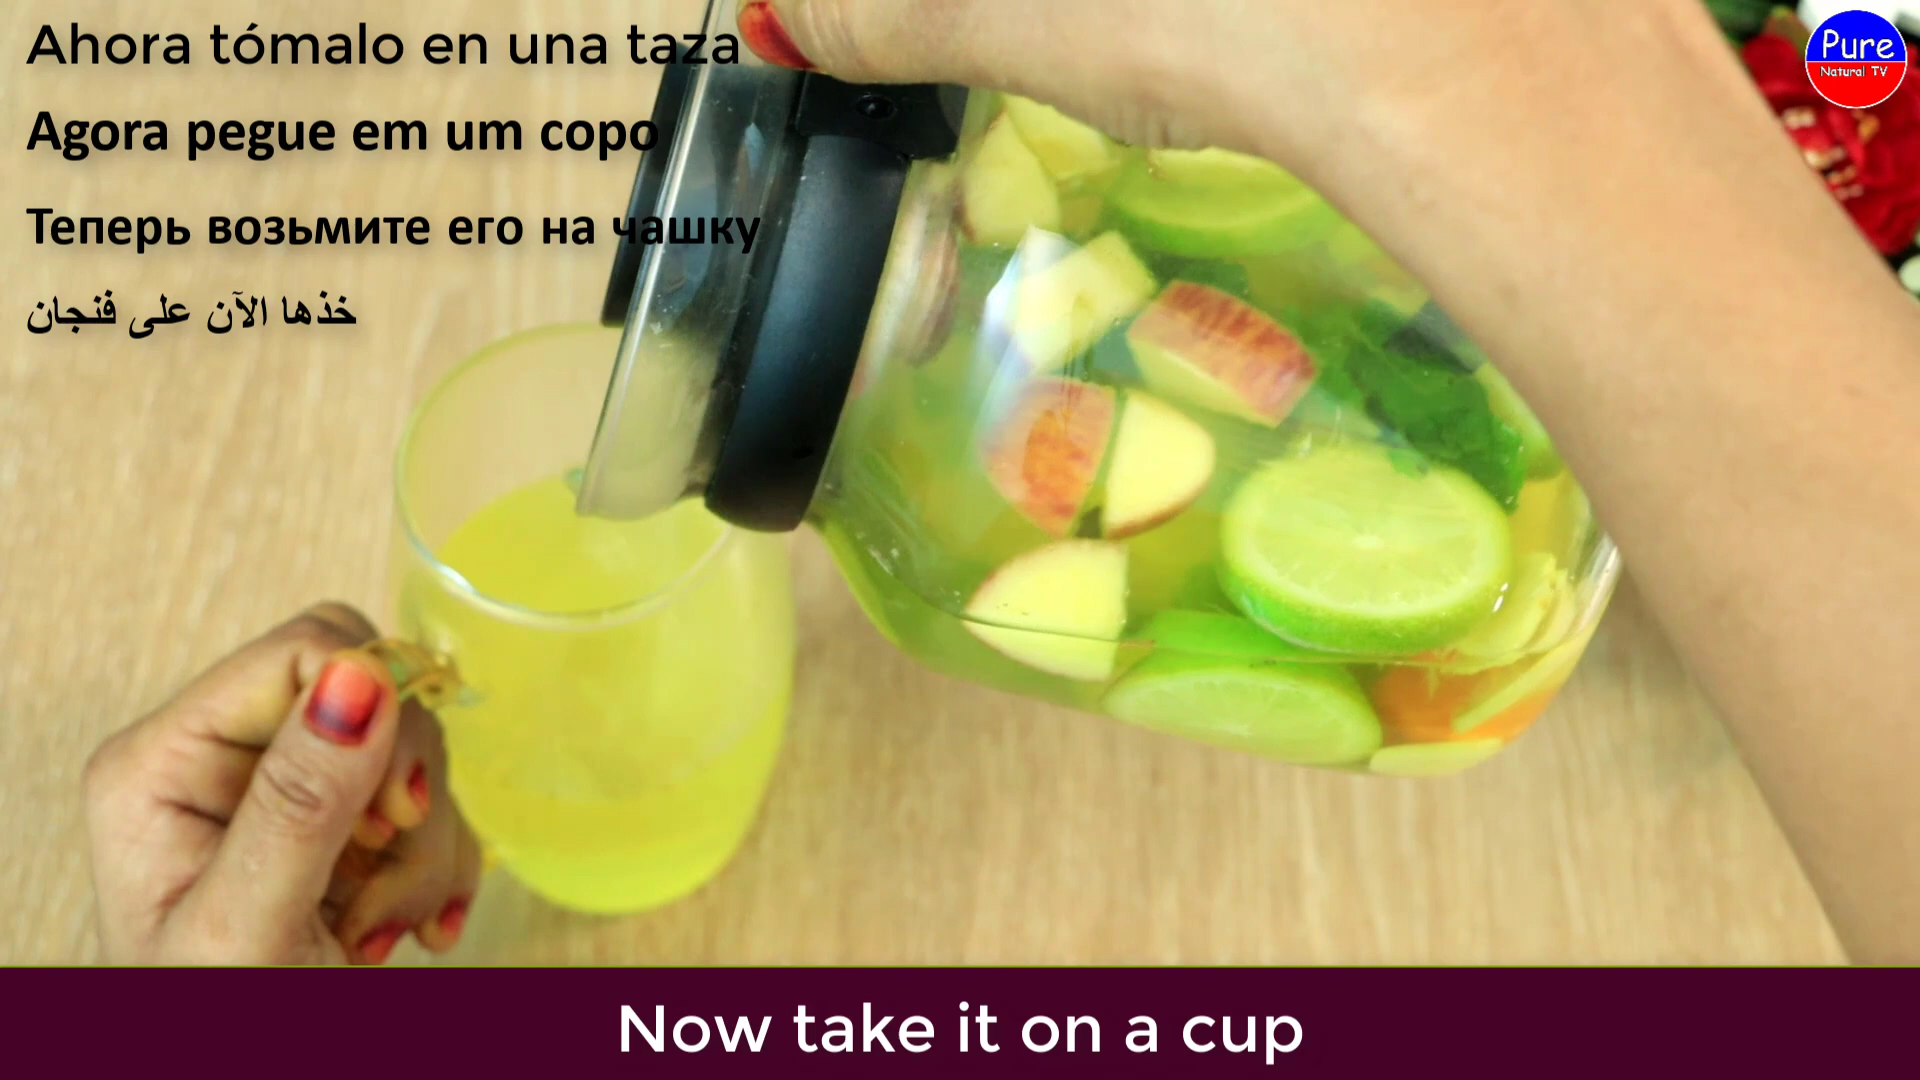 Ahora tómalo en una taza
Agora pegue em um copo
Теперь возьмите его на чашку
خذها الآن على فنجان
Pure
Natural TV
Now take it on a cup